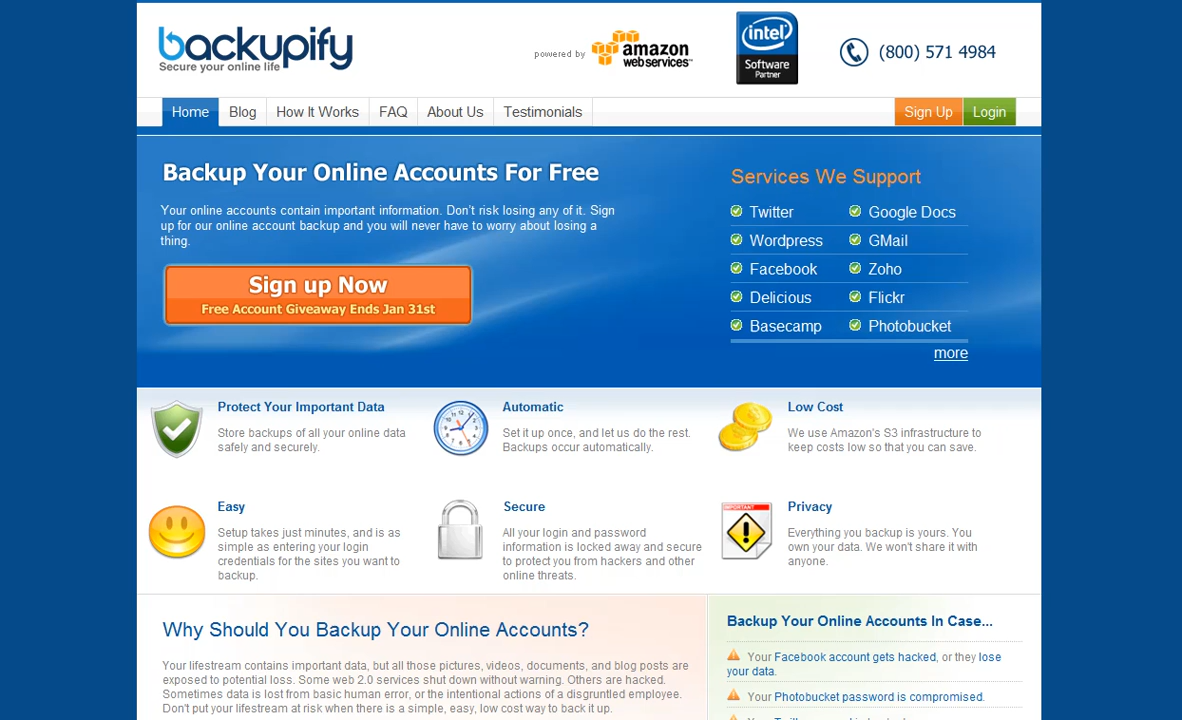 backupify
Secure your online life
powered by amazon
web services™
intel
Software
Partner
(800) 571 4984
Home Blog How It Works FAQ About Us Testimonials Sign Up Login
Backup Your Online Accounts For Free
Your online accounts contain important information. Don't risk losing any of it. Sign
up for our online account backup and you will never have to worry about losing a
thing.
Sign up Now
Free Account Giveaway Ends Jan 31st
Services We Support
Twitter Google Docs
Wordpress GMail
Facebook Zoho
Delicious Flickr
Basecamp Photobucket
more
Protect Your Important Data
Store backups of all your online data
safely and securely.
Automatic
Set it up once, and let us do the rest.
Backups occur automatically.
Low Cost
We use Amazon's S3 infrastructure to
keep costs low so that you can save.
Easy
Setup takes just minutes, and is as
simple as entering your login
credentials for the sites you want to
backup.
Secure
All your login and password
information is locked away and secure
to protect you from hackers and other
online threats.
IMPORTANT
Privacy
Everything you backup is yours. You
own your data. We won't share it with
anyone.
Why Should You Backup Your Online Accounts?
Your lifestream contains important data, but all those pictures, videos, documents, and blog posts are
exposed to potential loss. Some web 2.0 services shut down without warning. Others are hacked.
Sometimes data is lost from basic human error, or the intentional actions of a disgruntled employee.
Don't put your lifestream at risk when there is a simple, easy, low cost way to back it up.
Backup Your Online Accounts In Case...
Your Facebook account gets hacked, or they lose
your data.
Your Photobucket password is compromised.